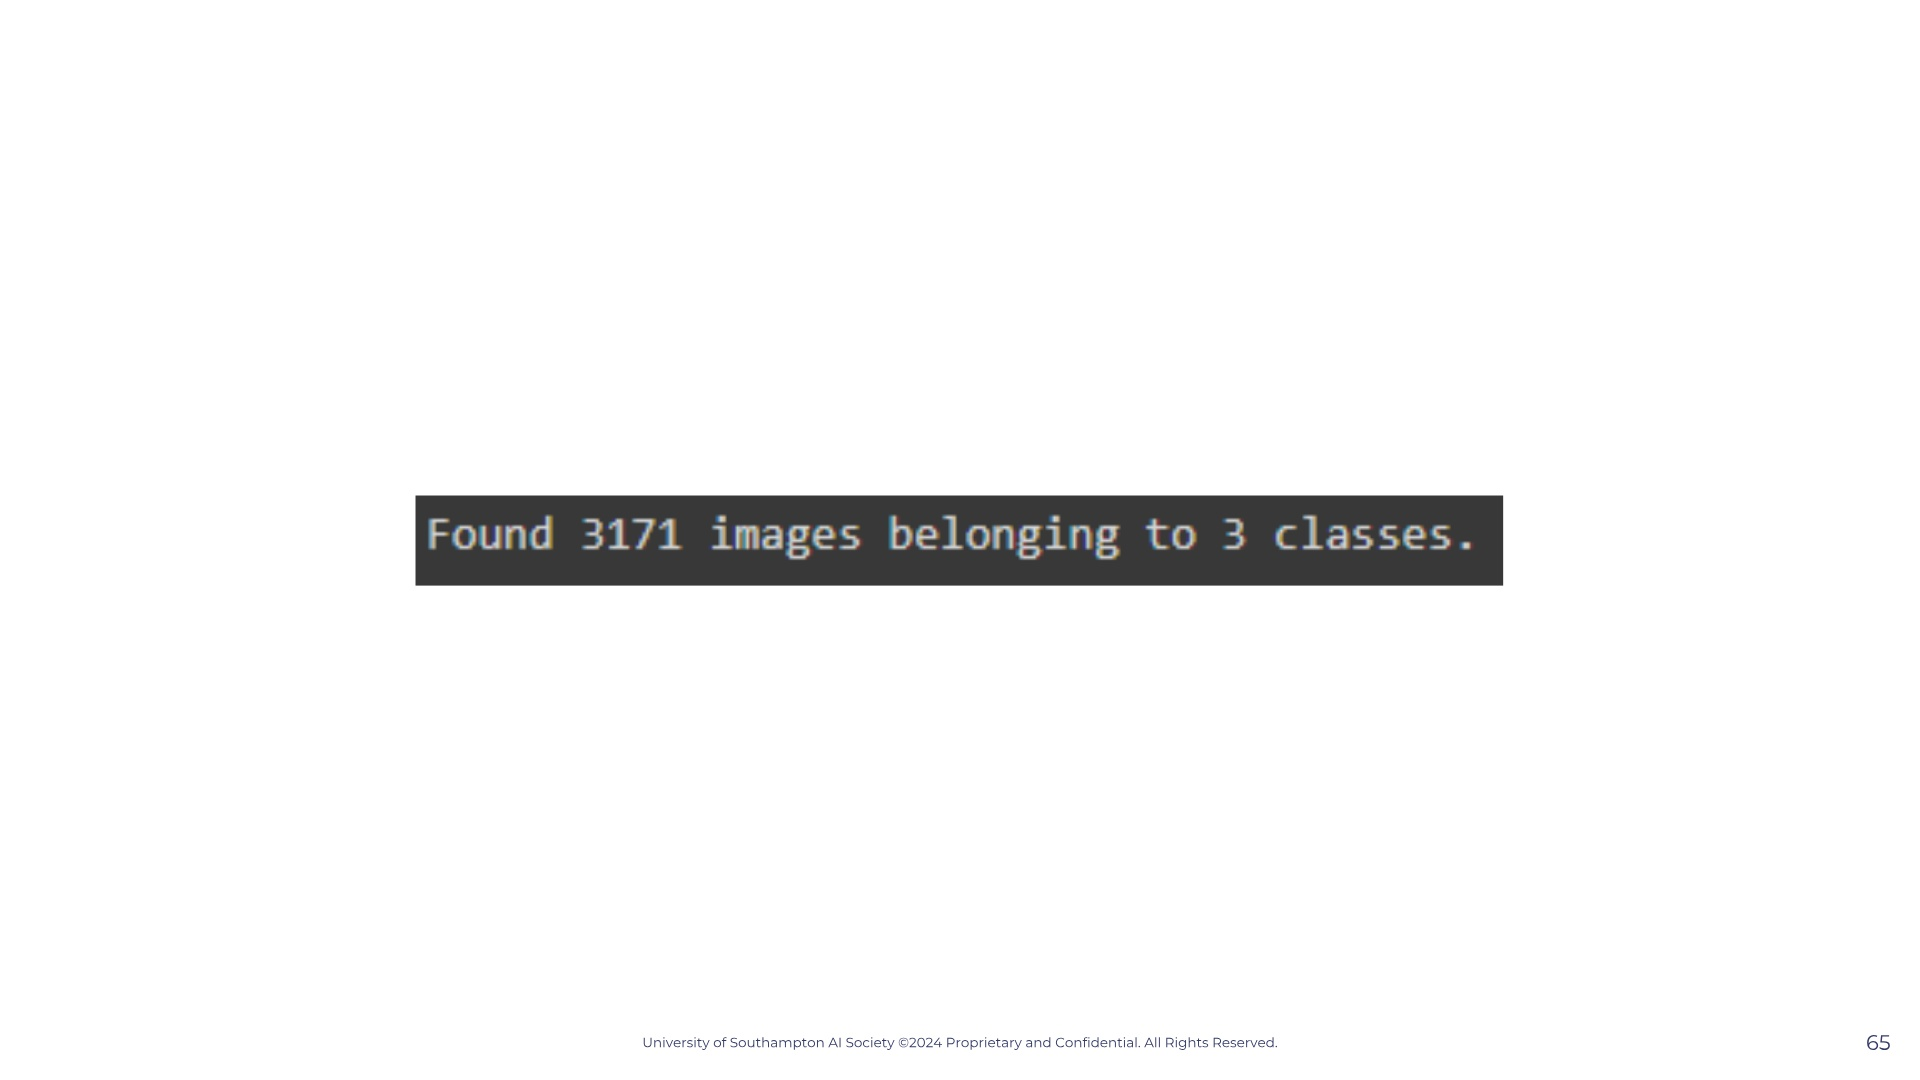 Found 3171 images belonging to 3 classes.
University of Southampton AI Society ©2024 Proprietary and Confidential. All Rights Reserved.
65